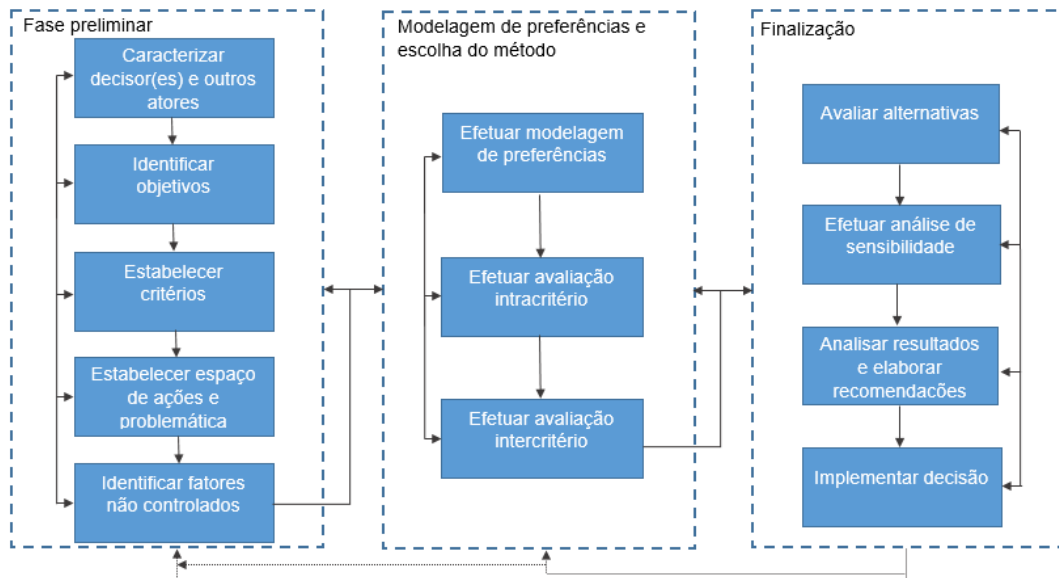 Fase preliminar
Caracterizar
decisor(es) e outros
atores
Identificar
objetivos
Estabelecer
critérios
Estabelecer espaço
de ações e
problemática
Identificar fatores
não controlados
Modelagem de preferências e
escolha do método
Efetuar modelagem
de preferências
Efetuar avaliação
intracritério
Efetuar avaliação
intercritério
Finalização
Avaliar alternativas
Efetuar análise de
sensibilidade
Analisar resultados
e elaborar
recomendações
Implementar decisão